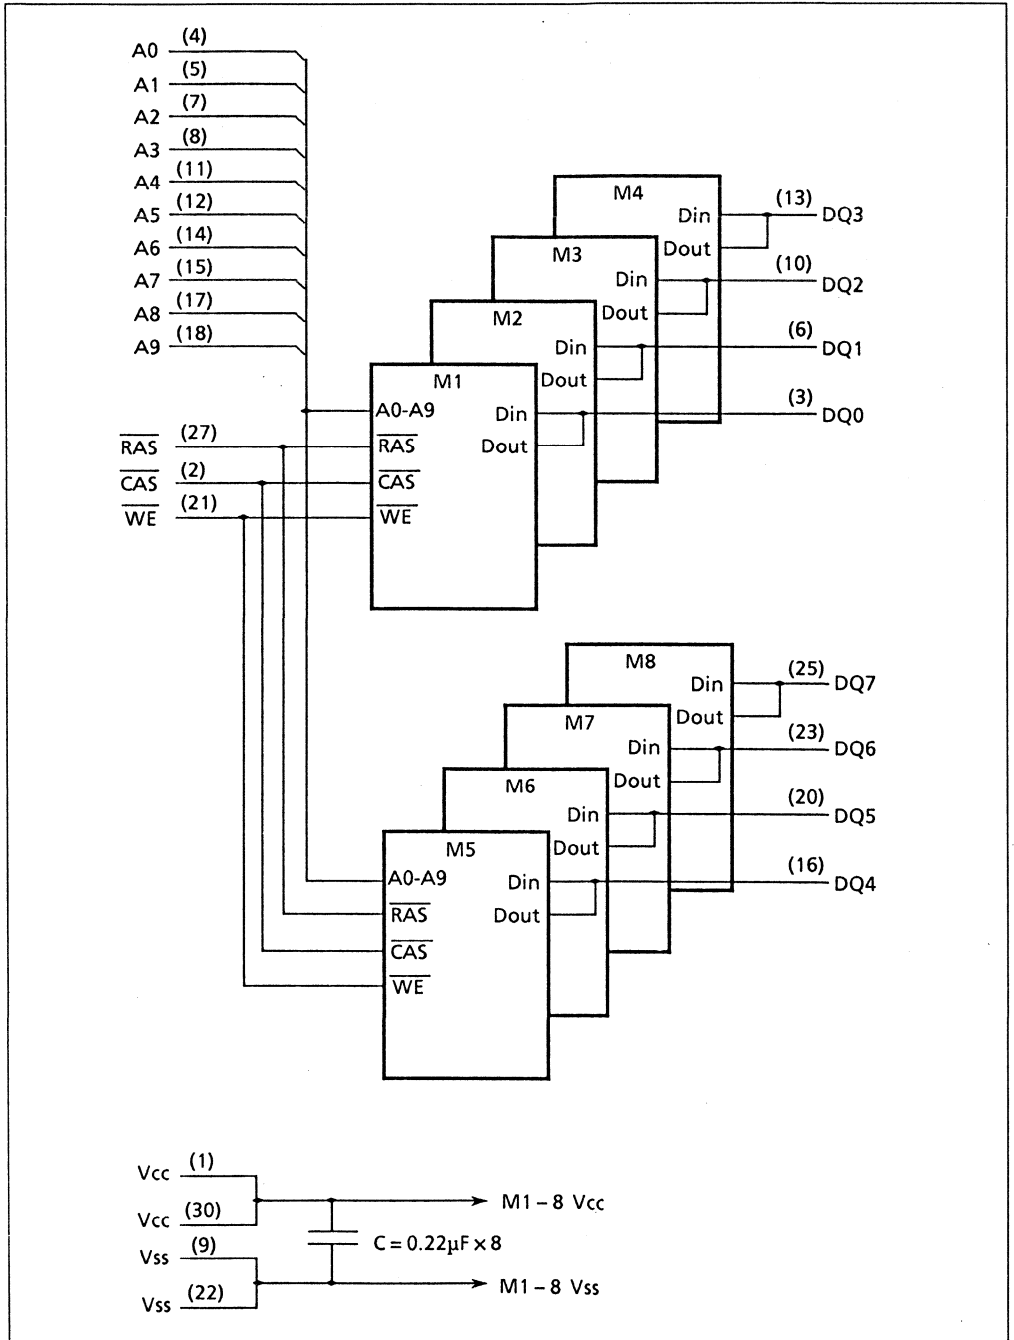 A0 (4)
A1 (5)
A2 (7)
A3 (8)
A4 (11)
A5 (12)
A6 (14)
A7 (15)
A8 (17)
A9 (18)
RAS (27)
CAS (2)
WE (21)
M4
Din (13) DQ3
Dout
M3
Din (10) DQ2
Dout
M2
Din (6) DQ1
Dout
M1
A0-A9 Din (3) DQ0
RAS Dout
CAS
WE
M8
Din (25) DQ7
Dout
M7
Din (23) DQ6
Dout
M6
Din (20) DQ5
Dout
M5
A0-A9 Din (16) DQ4
RAS Dout
CAS
WE
Vcc (1)
M1 – 8 Vcc
Vcc (30)
C = 0.22μF × 8
Vss (9)
M1 – 8 Vss
Vss (22)